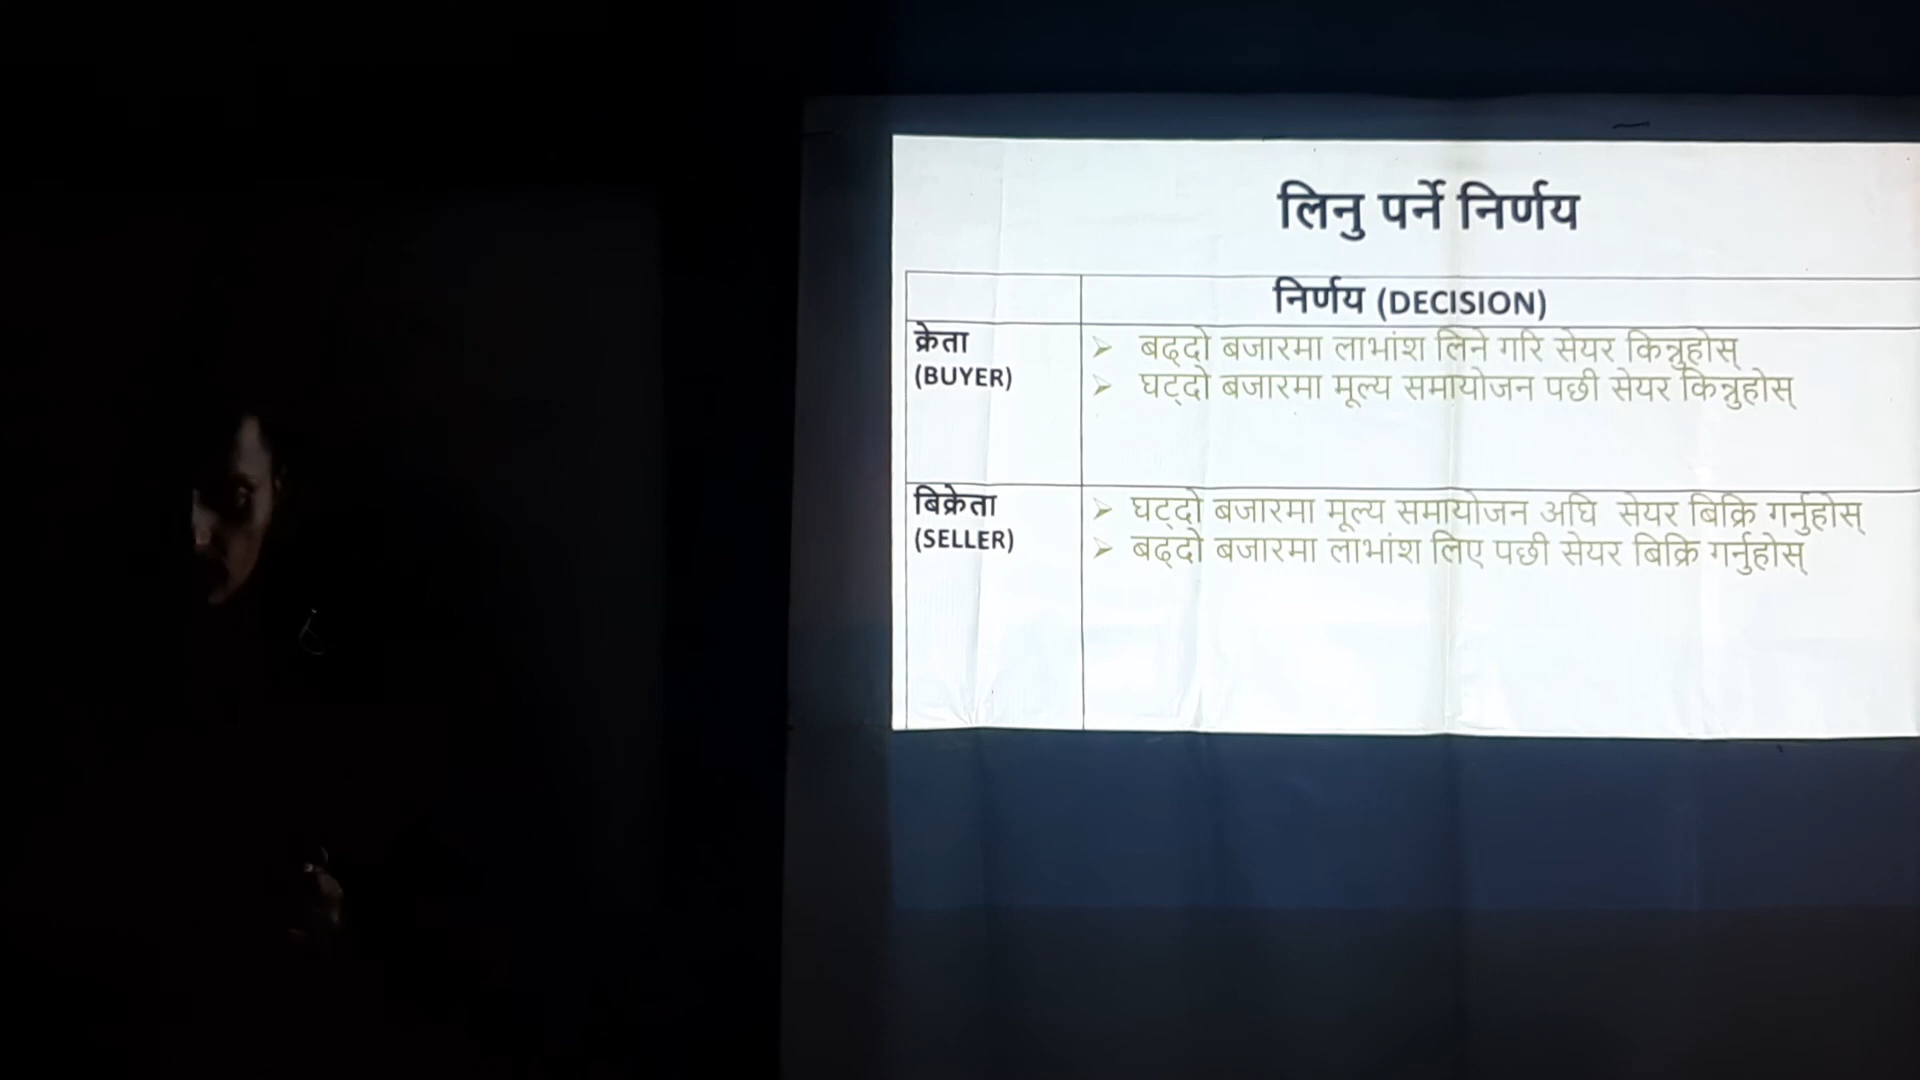 लिनु पर्ने निर्णय
निर्णय (DECISION)
क्रेता
(BUYER)
➢ बढ्दो बजारमा लाभांश लिने गरि सेयर किन्नुहोस्
➢ घट्दो बजारमा मूल्य समायोजन पछी सेयर किन्नुहोस्
बिक्रेता
(SELLER)
➢ घट्दो बजारमा मूल्य समायोजन अघि सेयर बिक्रि गर्नुहोस्
➢ बढ्दो बजारमा लाभांश लिए पछी सेयर बिक्रि गर्नुहोस्